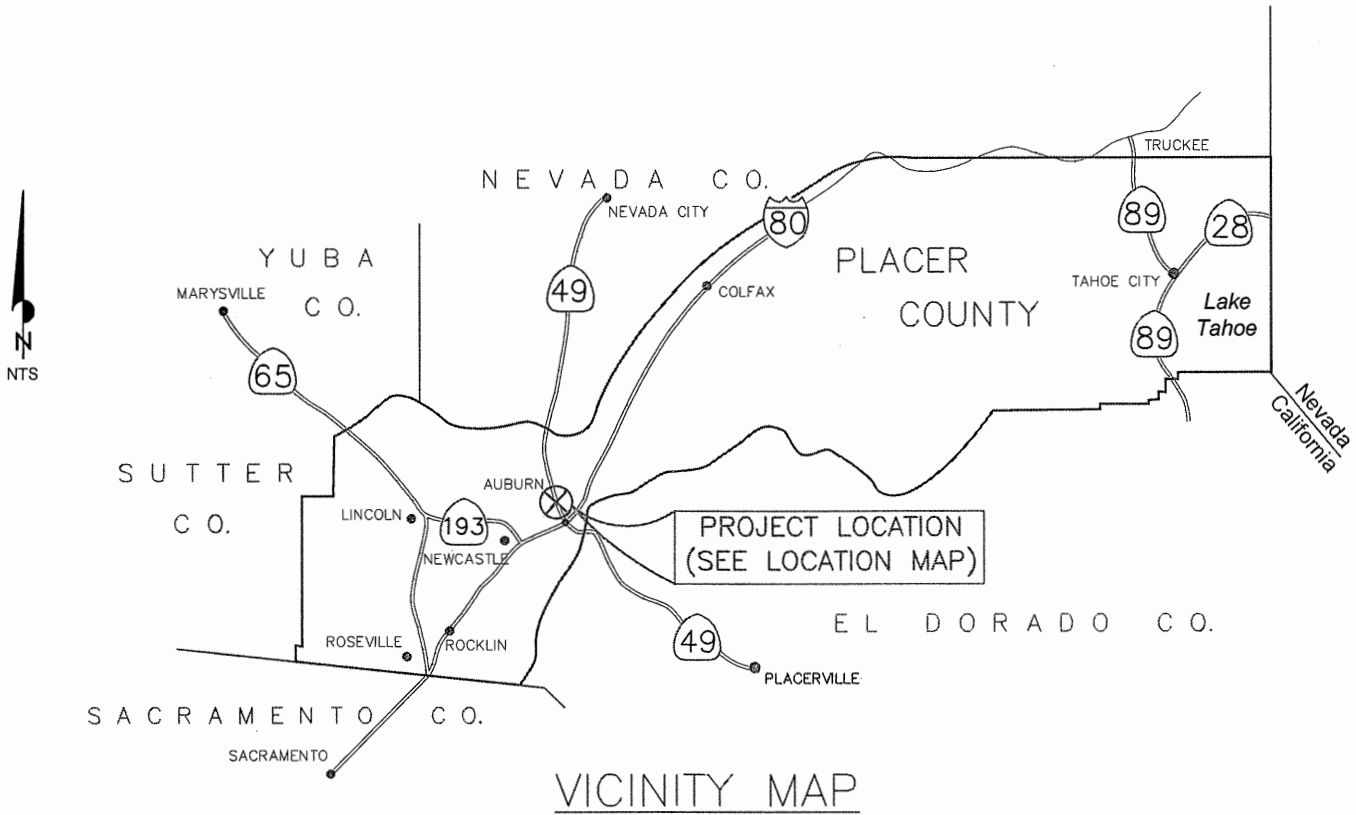 TRUCKEE
NEVADA CO.
NEVADA CITY
80
89
28
YUBA
CO.
MARYSVILLE
49
COLFAX
PLACER
COUNTY
TAHOE CITY
Lake
Tahoe
89
N
NTS
65
Nevada
California
SUTTER
CO.
AUBURN
LINCOLN
193
NEWCASTLE
PROJECT LOCATION
(SEE LOCATION MAP)
EL DORADO CO.
ROSEVILLE
ROCKLIN
49
PLACERVILLE
SACRAMENTO CO.
SACRAMENTO
VICINITY MAP